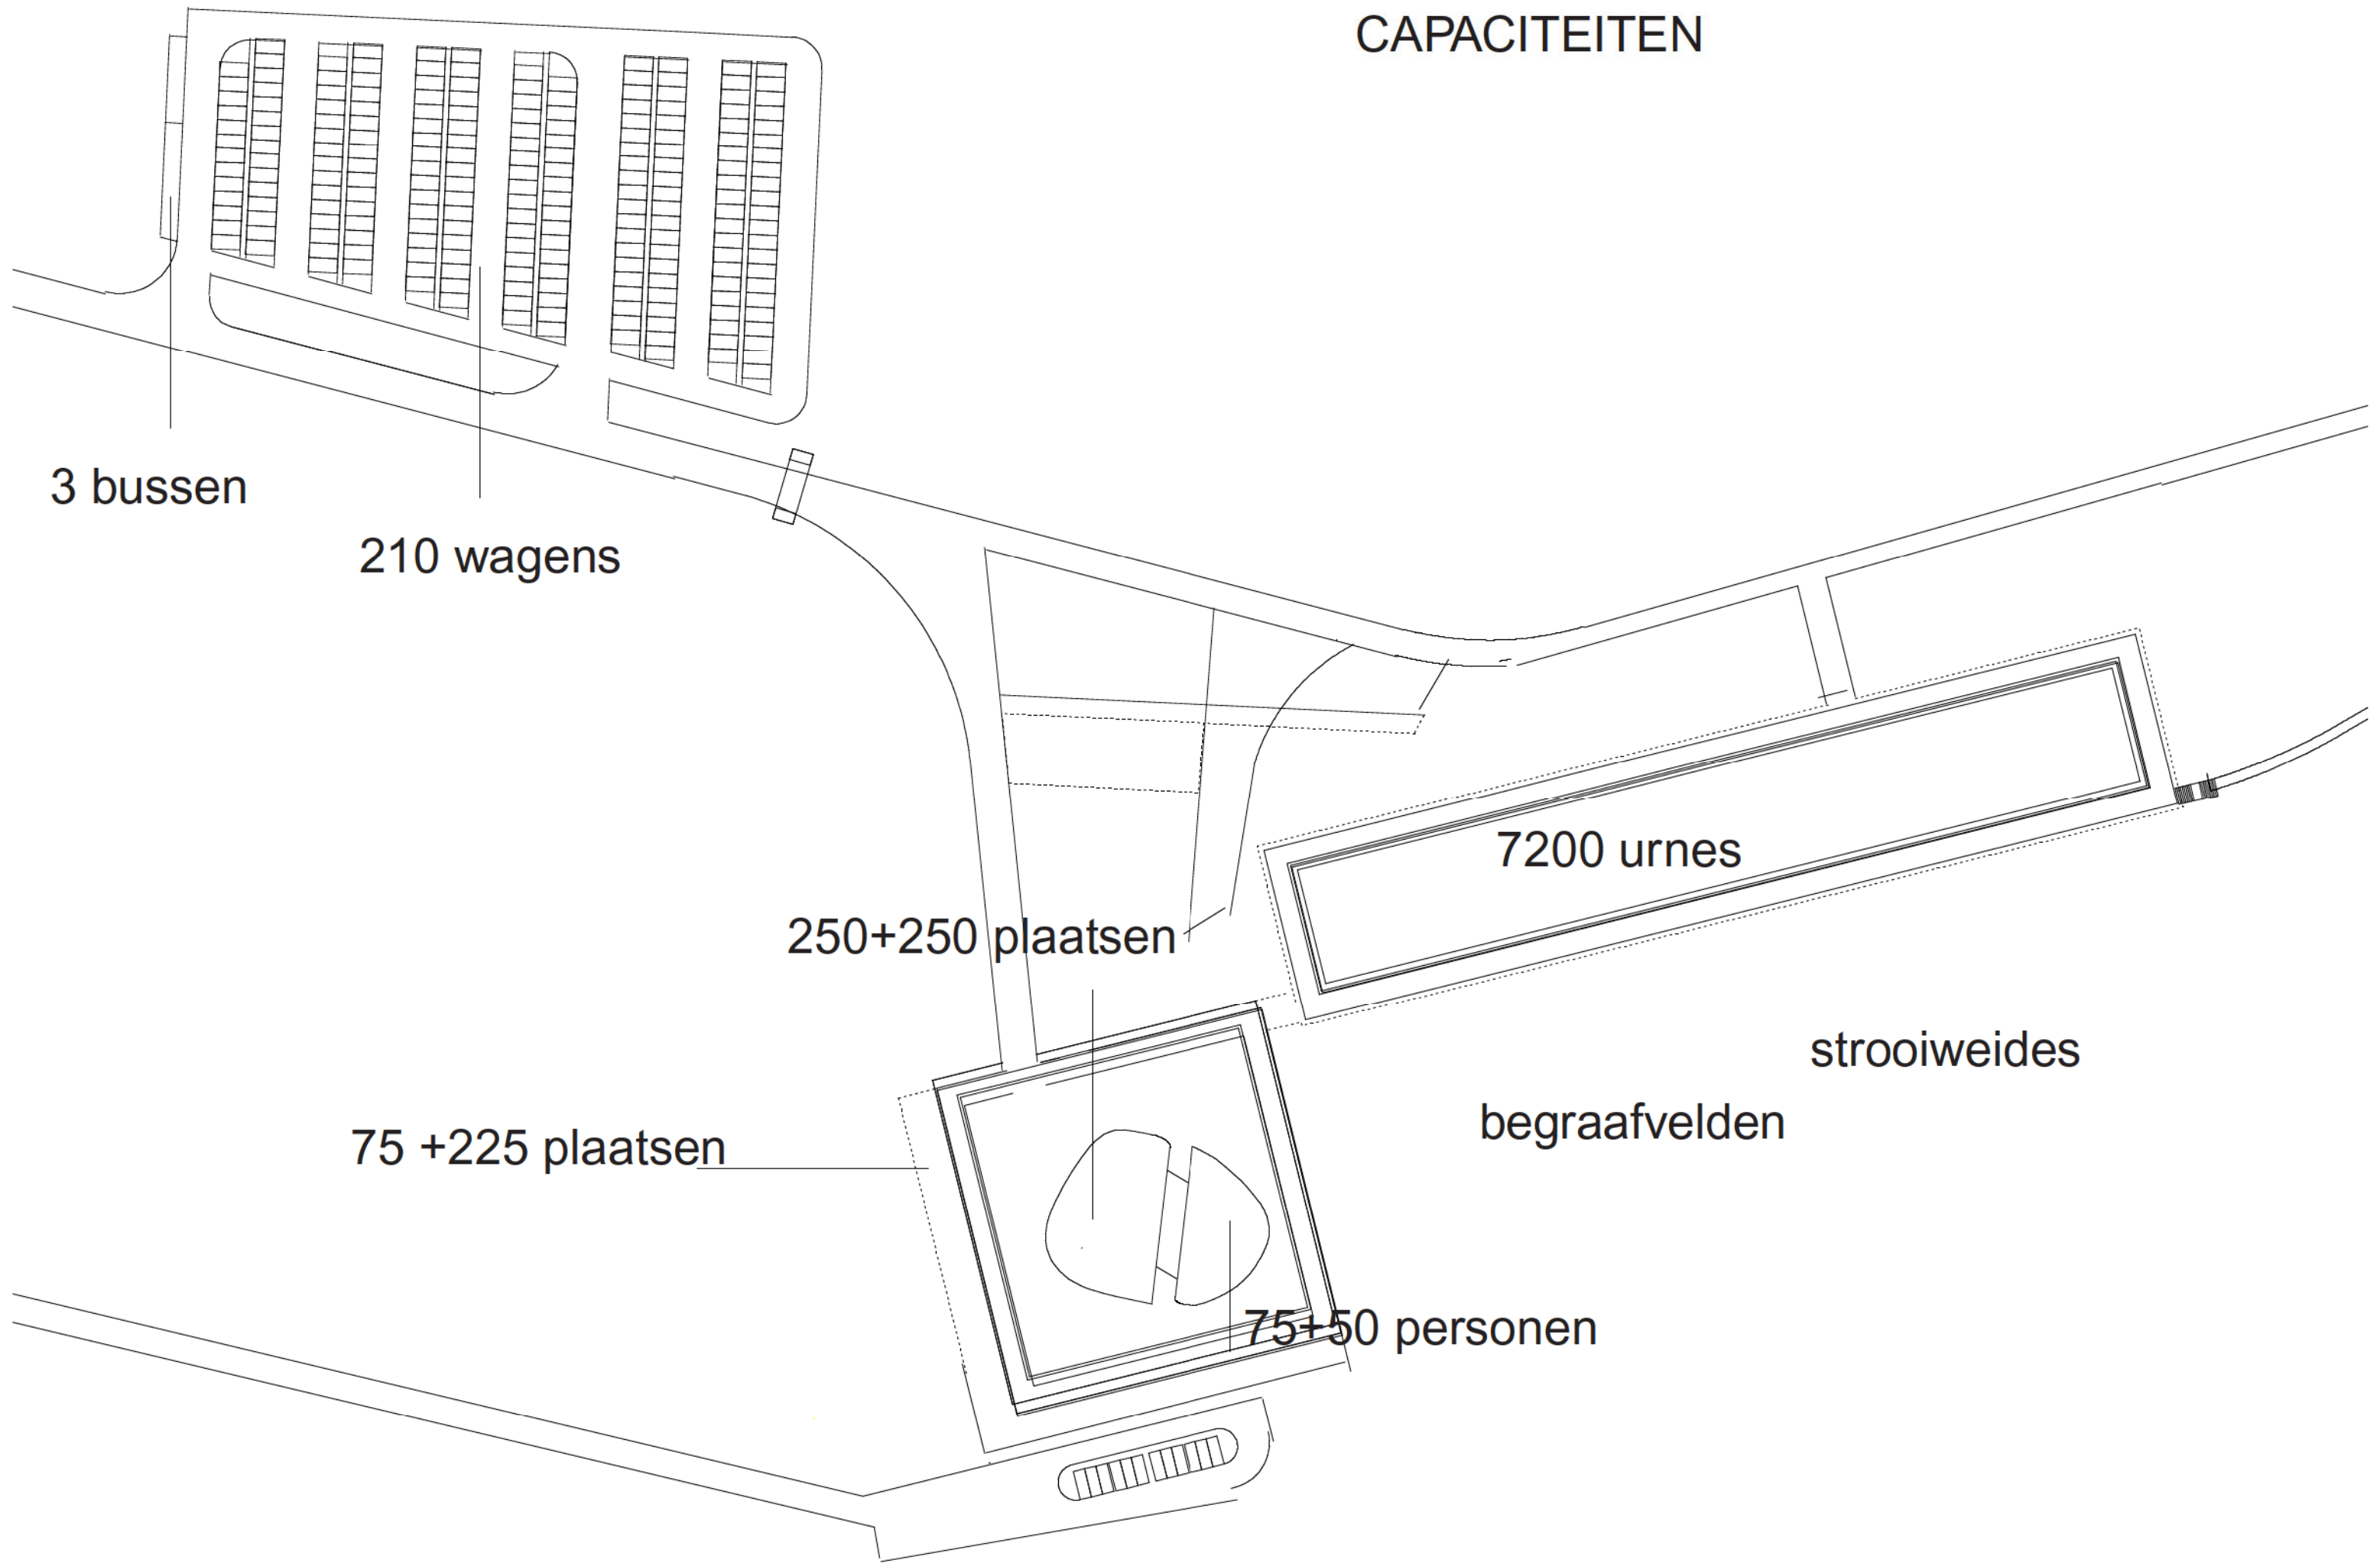 CAPACITEITEN
3 bussen
210 wagens
7200 urnes
250+250 plaatsen
strooiweides
begraafvelden
75 +225 plaatsen
75+50 personen